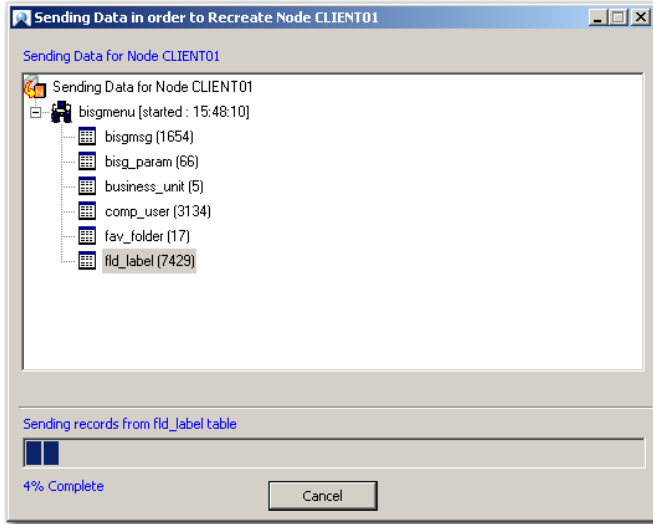 Sending Data in order to Recreate Node CLIENT01
Sending Data for Node CLIENT01
Sending Data for Node CLIENT01
bisgmenu [started : 15:48:10]
bisgmsg (1654)
bisg_param (66)
business_unit (5)
comp_user (3134)
fav_folder (17)
fld_label (7429)
Sending records from fld_label table
4% Complete
Cancel